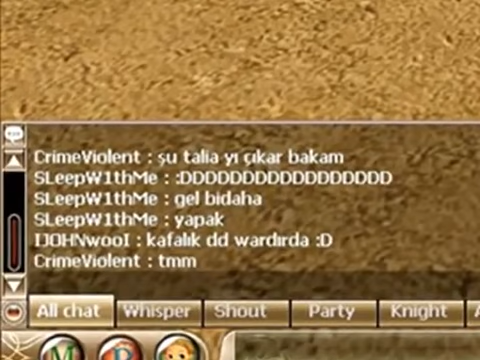 CrimeViolent : şu talia yı çıkar bakam
SLeepW1thMe : :DDDDDDDDDDDDDDDDD
SLeepW1thMe : gel bidaha
SLeepW1thMe : yapak
IJOHNwooI : kafalık dd wardırda :D
CrimeViolent : tmm
All chat Whisper Shout Party Knight